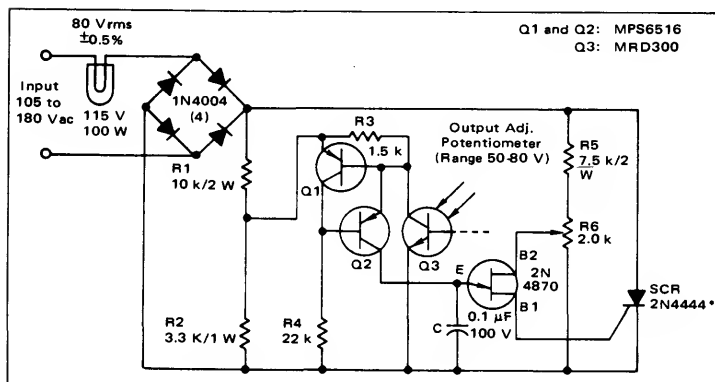 80 Vrms
±0.5%
Q1 and Q2: MPS6516
Q3: MRD300
Input
105 to
180 Vac
115 V
100 W
1N4004
(4)
R1
10 k/2 W
R3
1.5 k
Q1
Output Adj.
Potentiometer
(Range 50-80 V)
R5
7.5 k/2
W
R6
2.0 k
Q2
Q3
E
B2
2N
4870
B1
SCR
2N4444*
R2
3.3 K/1 W
R4
22 k
C
0.1 μF
100 V